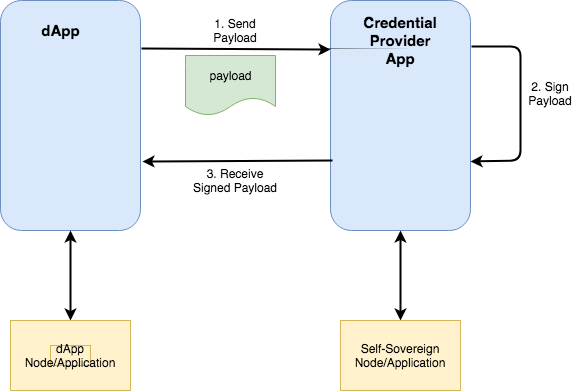 dApp
1. Send
Payload
payload
Credential
Provider
App
2. Sign
Payload
3. Receive
Signed Payload
dApp
Node/Application
Self-Sovereign
Node/Application